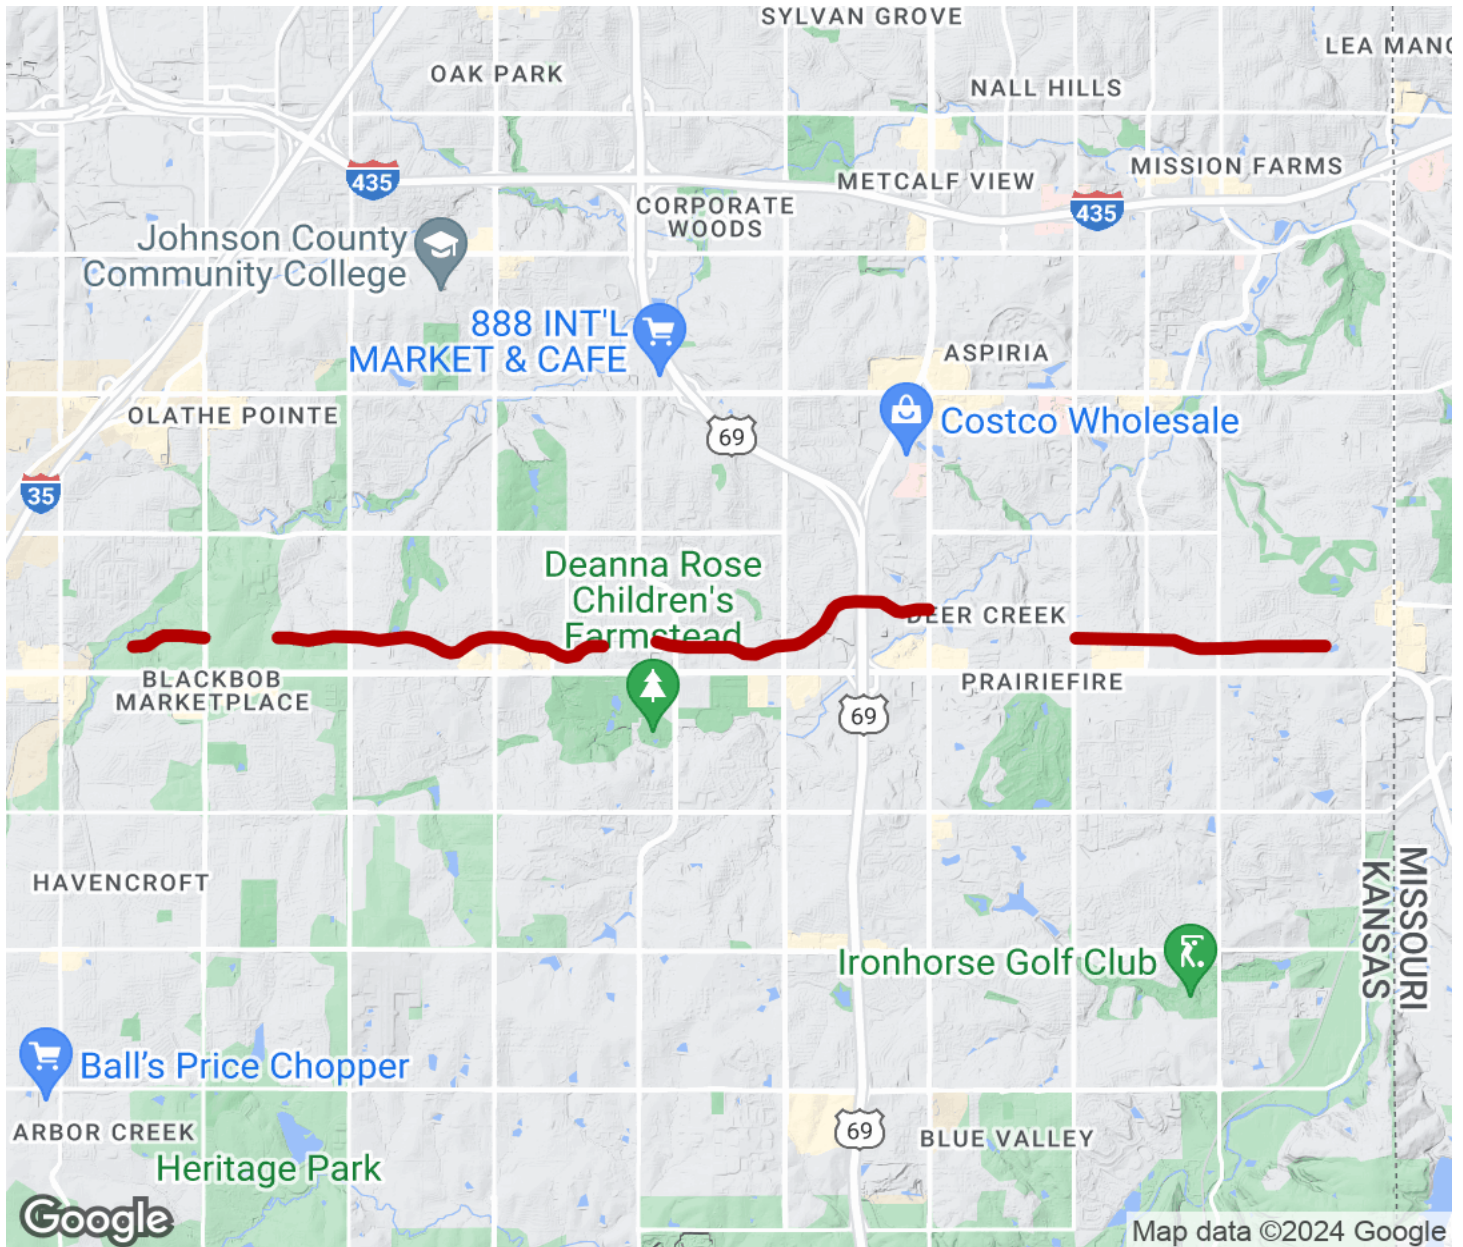 SYLVAN GROVE
LEA MANO
OAK PARK
NALL HILLS
MISSION FARMS
435
METCALF VIEW
CORPORATE
WOODS
435
Johnson County
Community College
888 INT'L
MARKET & CAFE
ASPIRIA
OLATHE POINTE
69
Costco Wholesale
35
Deanna Rose
Children's
Farmstead
DEER CREEK
BLACKBOB
MARKETPLACE
PRAIRIEFIRE
69
HAVENCROFT
MISSOURI
KANSAS
Ironhorse Golf Club
Ball's Price Chopper
ARBOR CREEK
69
BLUE VALLEY
Heritage Park
Google
Map data ©2024 Google